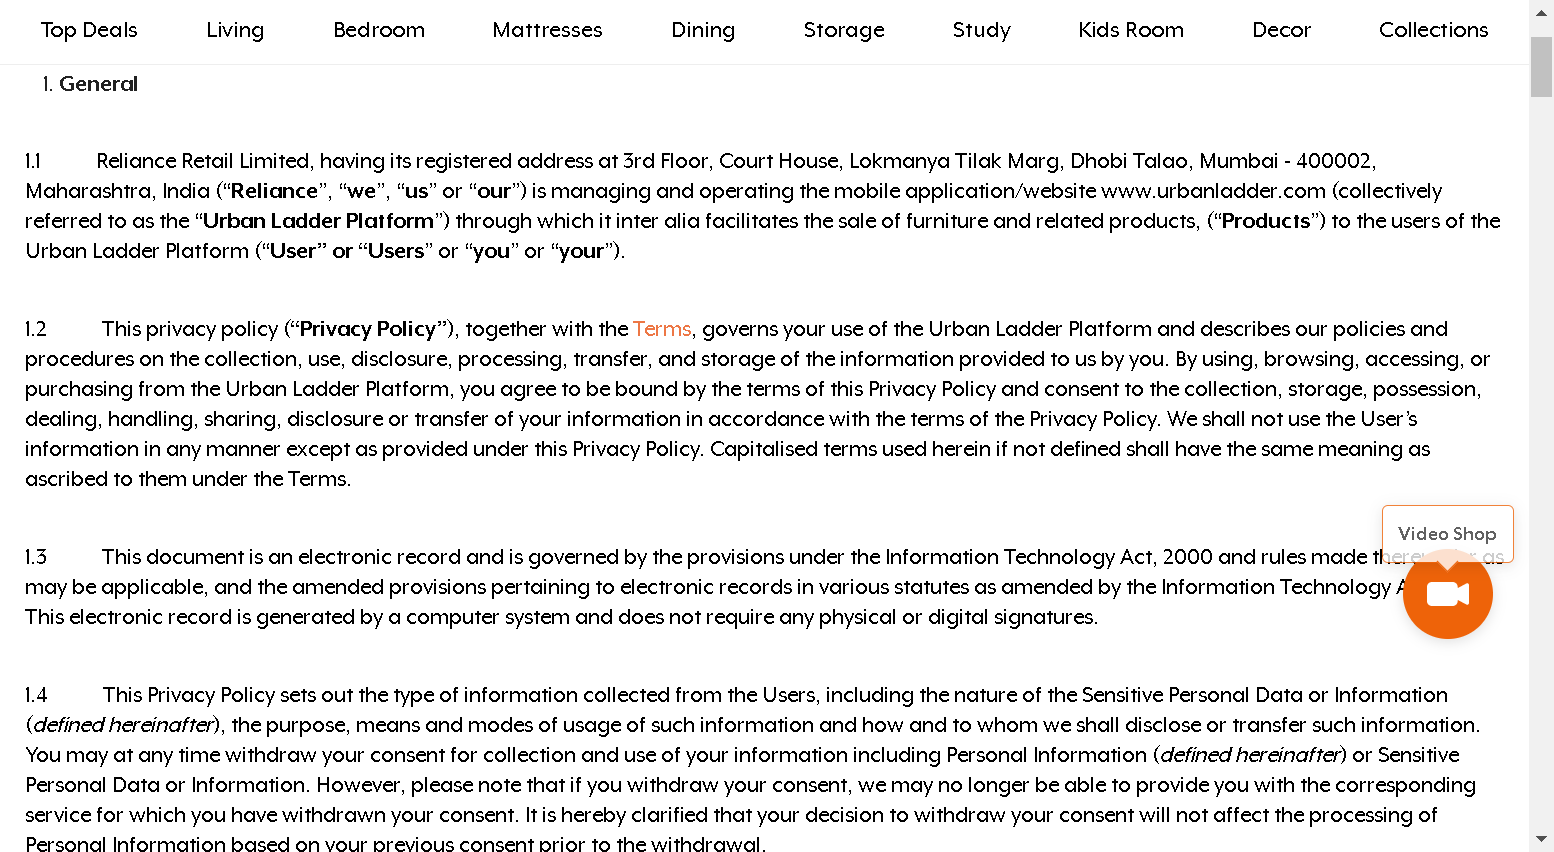 Top Deals Living Bedroom Mattresses Dining Storage Study Kids Room Decor Collections
1. General
1.1 Reliance Retail Limited, having its registered address at 3rd Floor, Court House, Lokmanya Tilak Marg, Dhobi Talao, Mumbai - 400002,
Maharashtra, India (“Reliance”, “we”, “us” or “our”) is managing and operating the mobile application/website www.urbanladder.com (collectively
referred to as the “Urban Ladder Platform”) through which it inter alia facilitates the sale of furniture and related products, (“Products”) to the users of the
Urban Ladder Platform (“User” or “Users” or “you” or “your”).
1.2 This privacy policy (“Privacy Policy”), together with the Terms, governs your use of the Urban Ladder Platform and describes our policies and
procedures on the collection, use, disclosure, processing, transfer, and storage of the information provided to us by you. By using, browsing, accessing, or
purchasing from the Urban Ladder Platform, you agree to be bound by the terms of this Privacy Policy and consent to the collection, storage, possession,
dealing, handling, sharing, disclosure or transfer of your information in accordance with the terms of the Privacy Policy. We shall not use the User’s
information in any manner except as provided under this Privacy Policy. Capitalised terms used herein if not defined shall have the same meaning as
ascribed to them under the Terms.
Video Shop
1.3 This document is an electronic record and is governed by the provisions under the Information Technology Act, 2000 and rules made as
may be applicable, and the amended provisions pertaining to electronic records in various statutes as amended by the Information Technology
This electronic record is generated by a computer system and does not require any physical or digital signatures.
1.4 This Privacy Policy sets out the type of information collected from the Users, including the nature of the Sensitive Personal Data or Information
(defined hereinafter), the purpose, means and modes of usage of such information and how and to whom we shall disclose or transfer such information.
You may at any time withdraw your consent for collection and use of your information including Personal Information (defined hereinafter) or Sensitive
Personal Data or Information. However, please note that if you withdraw your consent, we may no longer be able to provide you with the corresponding
service for which you have withdrawn your consent. It is hereby clarified that your decision to withdraw your consent will not affect the processing of
Personal Information based on your previous consent prior to the withdrawal.